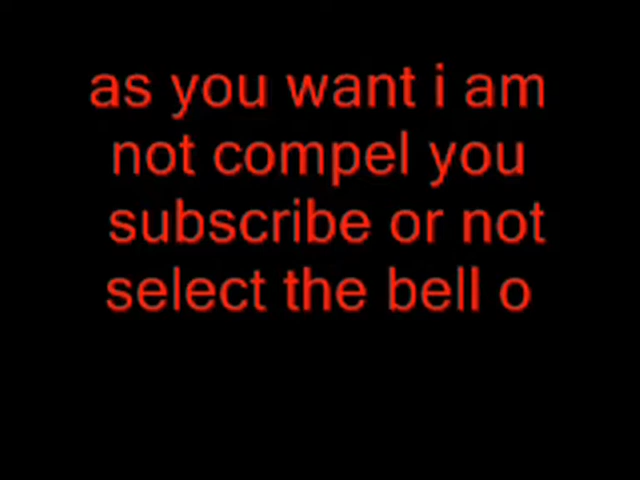 as you want i am
not compel you
subscribe or not
select the bell o